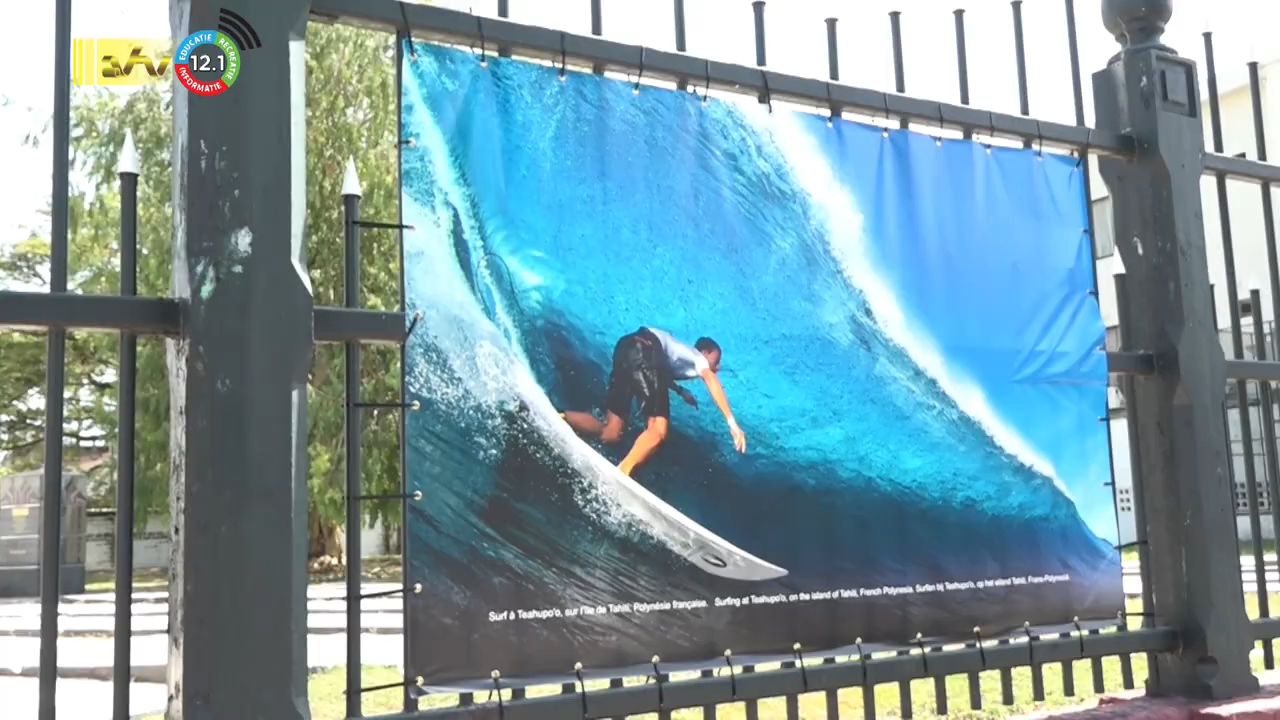 EDUCATIE
RECREATIE
INFORMATIE
12.1
Surf à Teahupo'o, sur l'île de Tahiti, Polynésie française. Surfing at Teahupo'o, on the island of Tahiti, French Polynesia. Surfen bij Teahupo'o, op het eiland Tahiti, Frans-Polynesië.